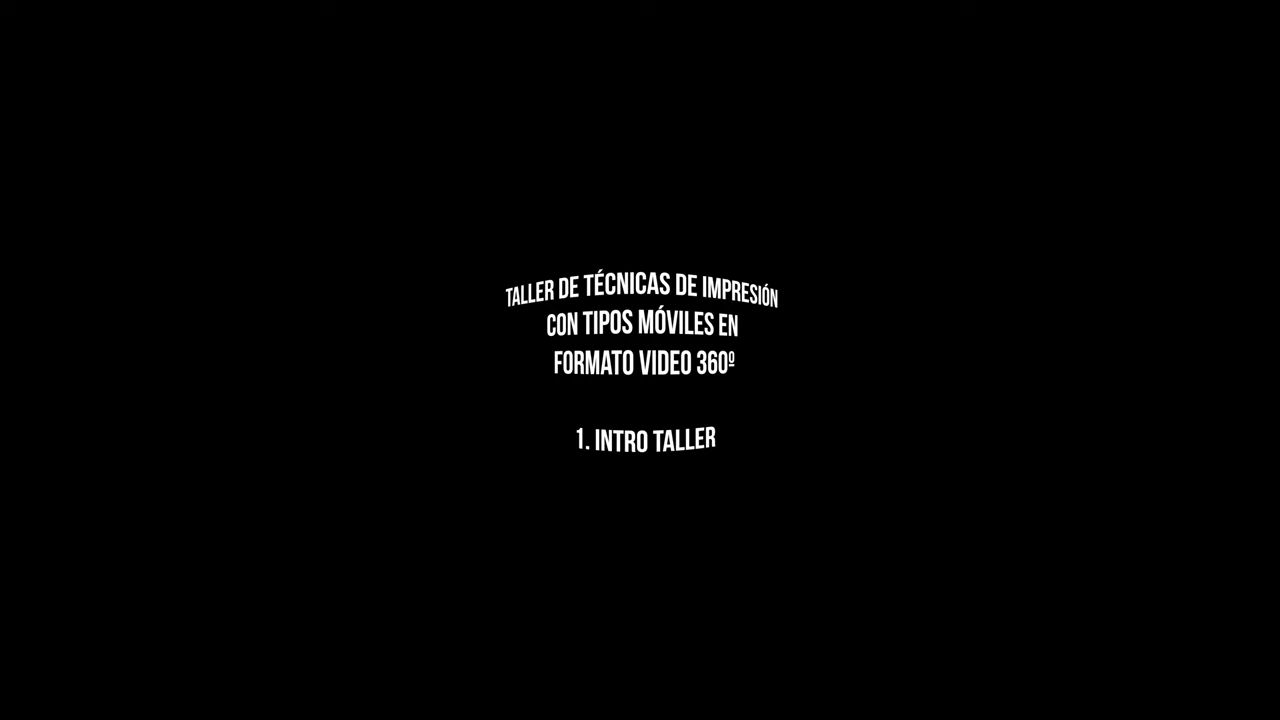 TALLER DE TÉCNICAS DE IMPRESIÓN
CON TIPOS MÓVILES EN
FORMATO VIDEO 360º
1. INTRO TALLER